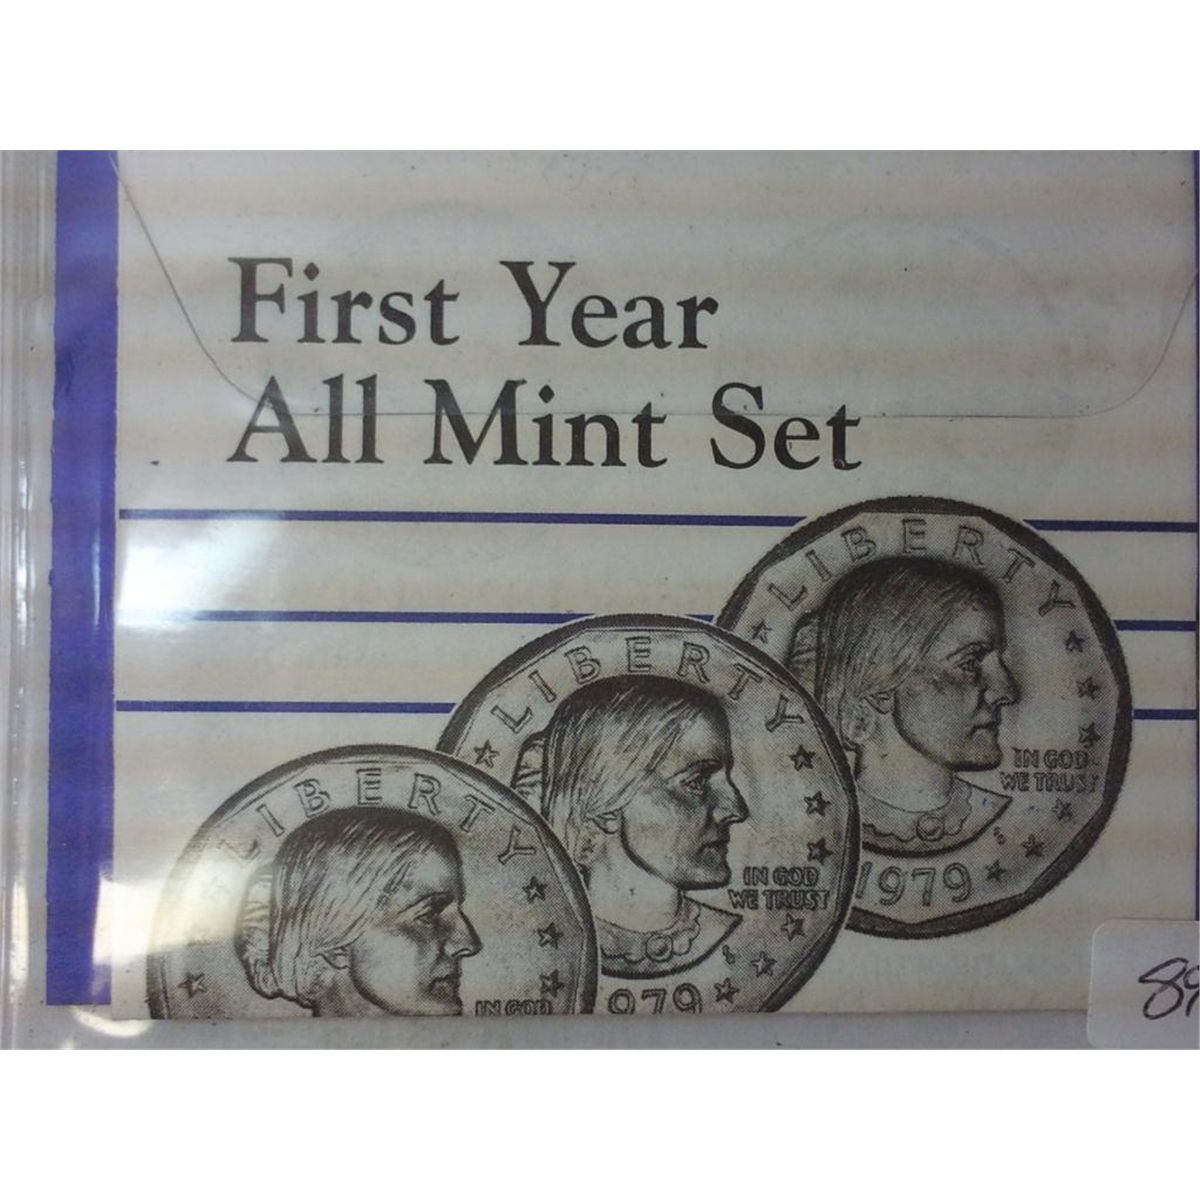 First Year
All Mint Set
LIBERTY
IN GOD
WE TRUST
1979
S
LIBERTY
IN GOD
WE TRUST
979
S
LIBERTY
IN GOD